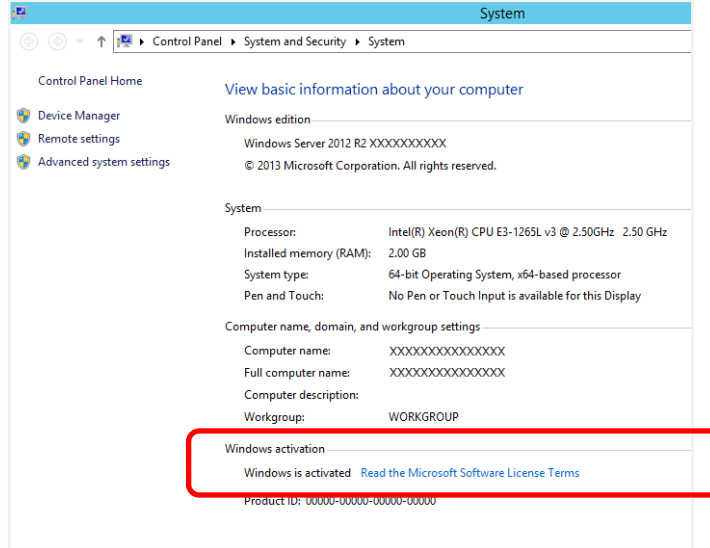 System
Control Panel ▸ System and Security ▸ System
Control Panel Home
Device Manager
Remote settings
Advanced system settings
View basic information about your computer
Windows edition
Windows Server 2012 R2 XXXXXXXXXX
© 2013 Microsoft Corporation. All rights reserved.
System
Processor: Intel(R) Xeon(R) CPU E3-1265L v3 @ 2.50GHz 2.50 GHz
Installed memory (RAM): 2.00 GB
System type: 64-bit Operating System, x64-based processor
Pen and Touch: No Pen or Touch Input is available for this Display
Computer name, domain, and workgroup settings
Computer name: XXXXXXXXXXXXXXX
Full computer name: XXXXXXXXXXXXXXX
Computer description:
Workgroup: WORKGROUP
Windows activation
Windows is activated Read the Microsoft Software License Terms
Product ID: 00000-00000-00000-00000